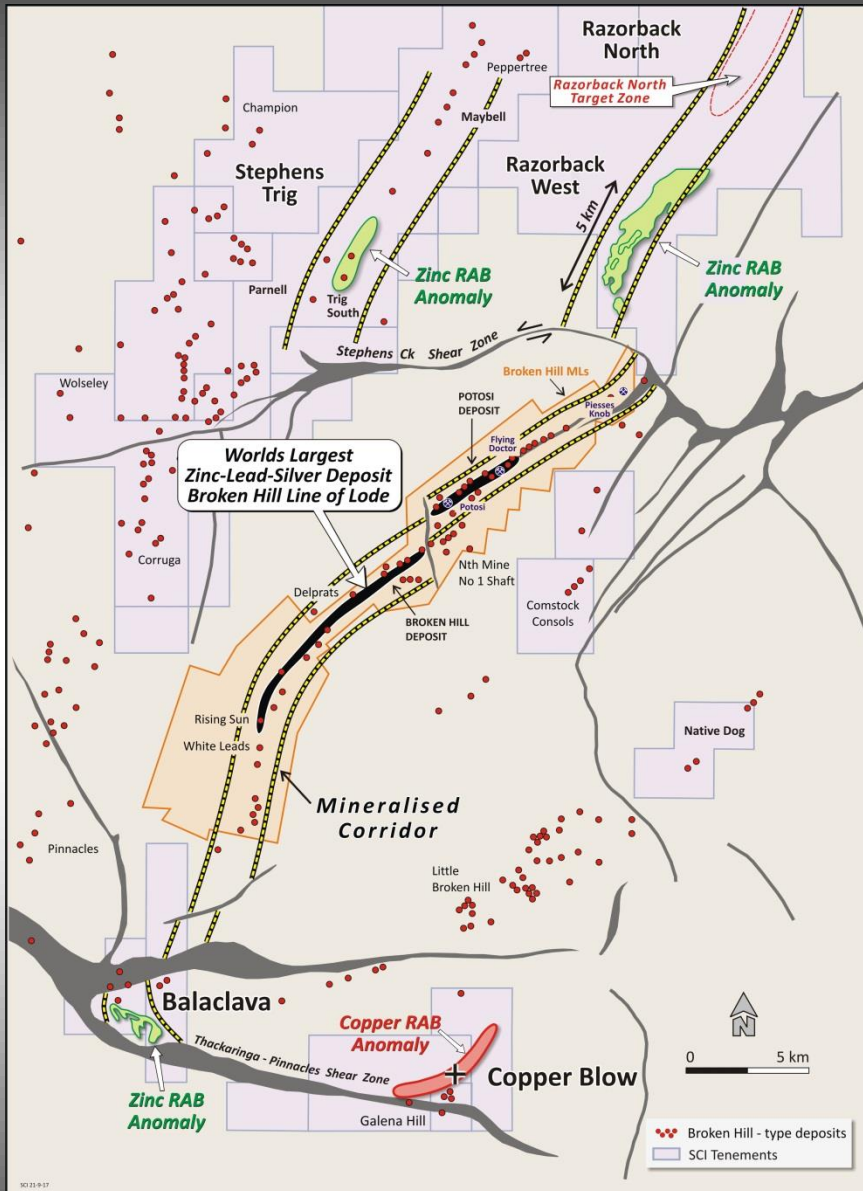 Razorback
North
Peppertree
Razorback North
Target Zone
Champion
Maybell
Stephens
Trig
Razorback
West
5 km
Zinc RAB
Anomaly
Zinc RAB
Anomaly
Parnell
Trig
South
Stephens Ck Shear Zone
Wolseley
Broken Hill MLs
POTOSI
DEPOSIT
Piesses
Knob
Flying
Doctor
Worlds Largest
Zinc-Lead-Silver Deposit
Broken Hill Line of Lode
Potosi
Corruga
Nth Mine
No 1 Shaft
Delprats
Comstock
Consols
BROKEN HILL
DEPOSIT
Rising Sun
White Leads
Native Dog
Mineralised
Corridor
Pinnacles
Little
Broken Hill
Balaclava
Copper RAB
Anomaly
N
0 5 km
Thackaringa - Pinnacles Shear Zone
Copper Blow
Zinc RAB
Anomaly
Galena Hill
Broken Hill - type deposits
SCI Tenements
SCI 21-9-17